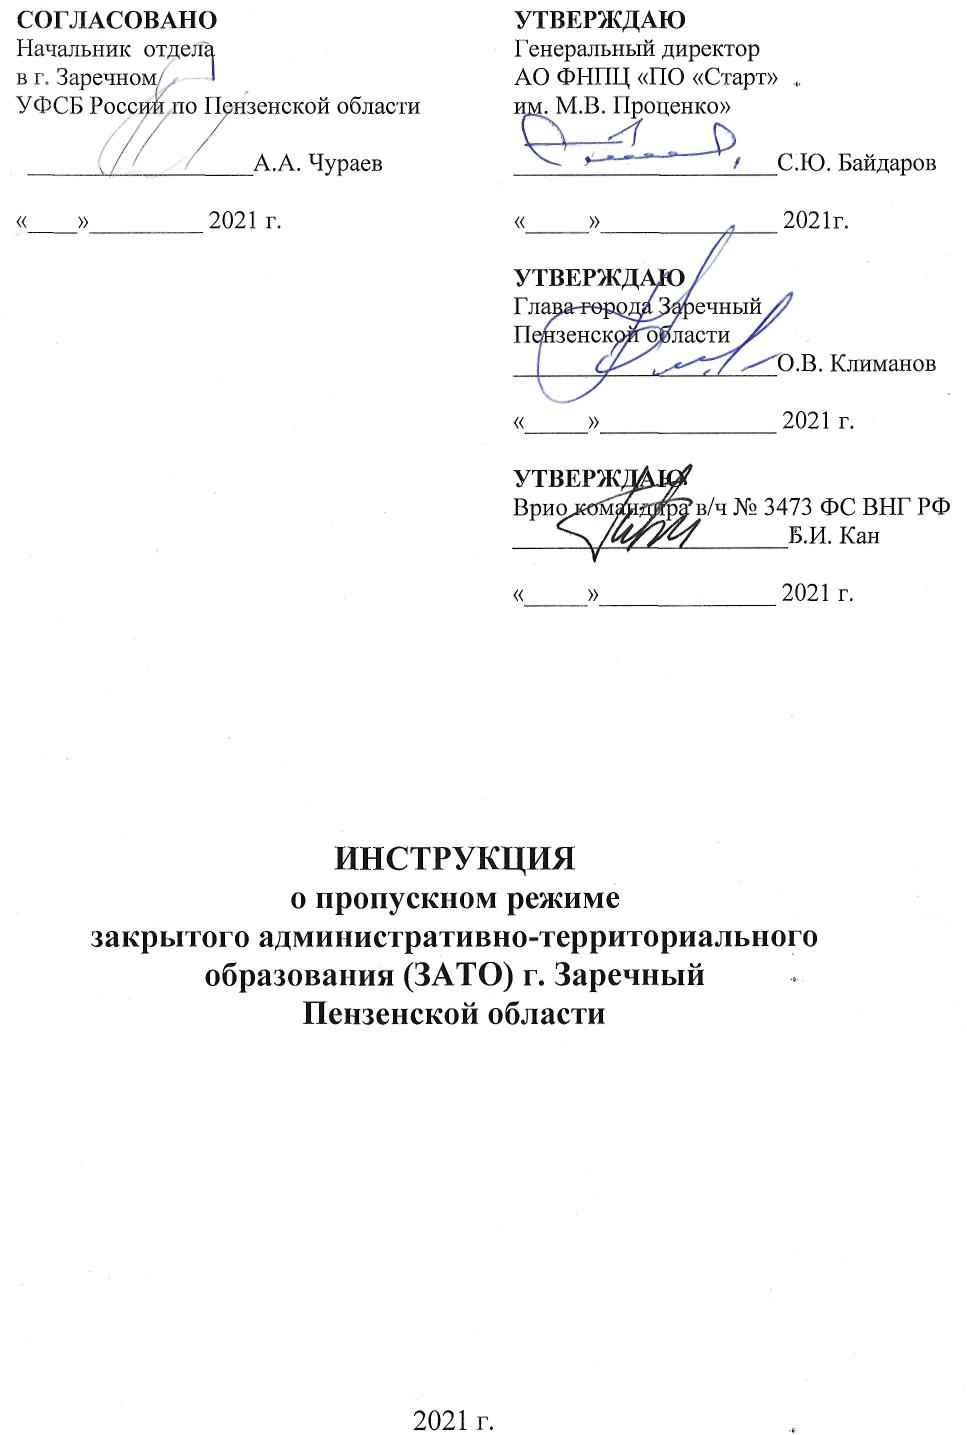 СОГЛАСОВАНО
Начальник отдела
в г. Заречном
УФСБ России по Пензенской области
____________________А.А. Чураев
«____»_________ 2021 г.
УТВЕРЖДАЮ
Генеральный директор
АО ФНПЦ «ПО «Старт»
им. М.В. Проценко»
_____________________С.Ю. Байдаров
«_____»______________ 2021г.
УТВЕРЖДАЮ
Глава города Заречный
Пензенской области
_____________________О.В. Климанов
«_____»______________ 2021 г.
УТВЕРЖДАЮ
Врио командира в/ч № 3473 ФС ВНГ РФ
______________________Б.И. Кан
«_____»______________ 2021 г.
ИНСТРУКЦИЯ
о пропускном режиме
закрытого административно-территориального
образования (ЗАТО) г. Заречный
Пензенской области
2021 г.